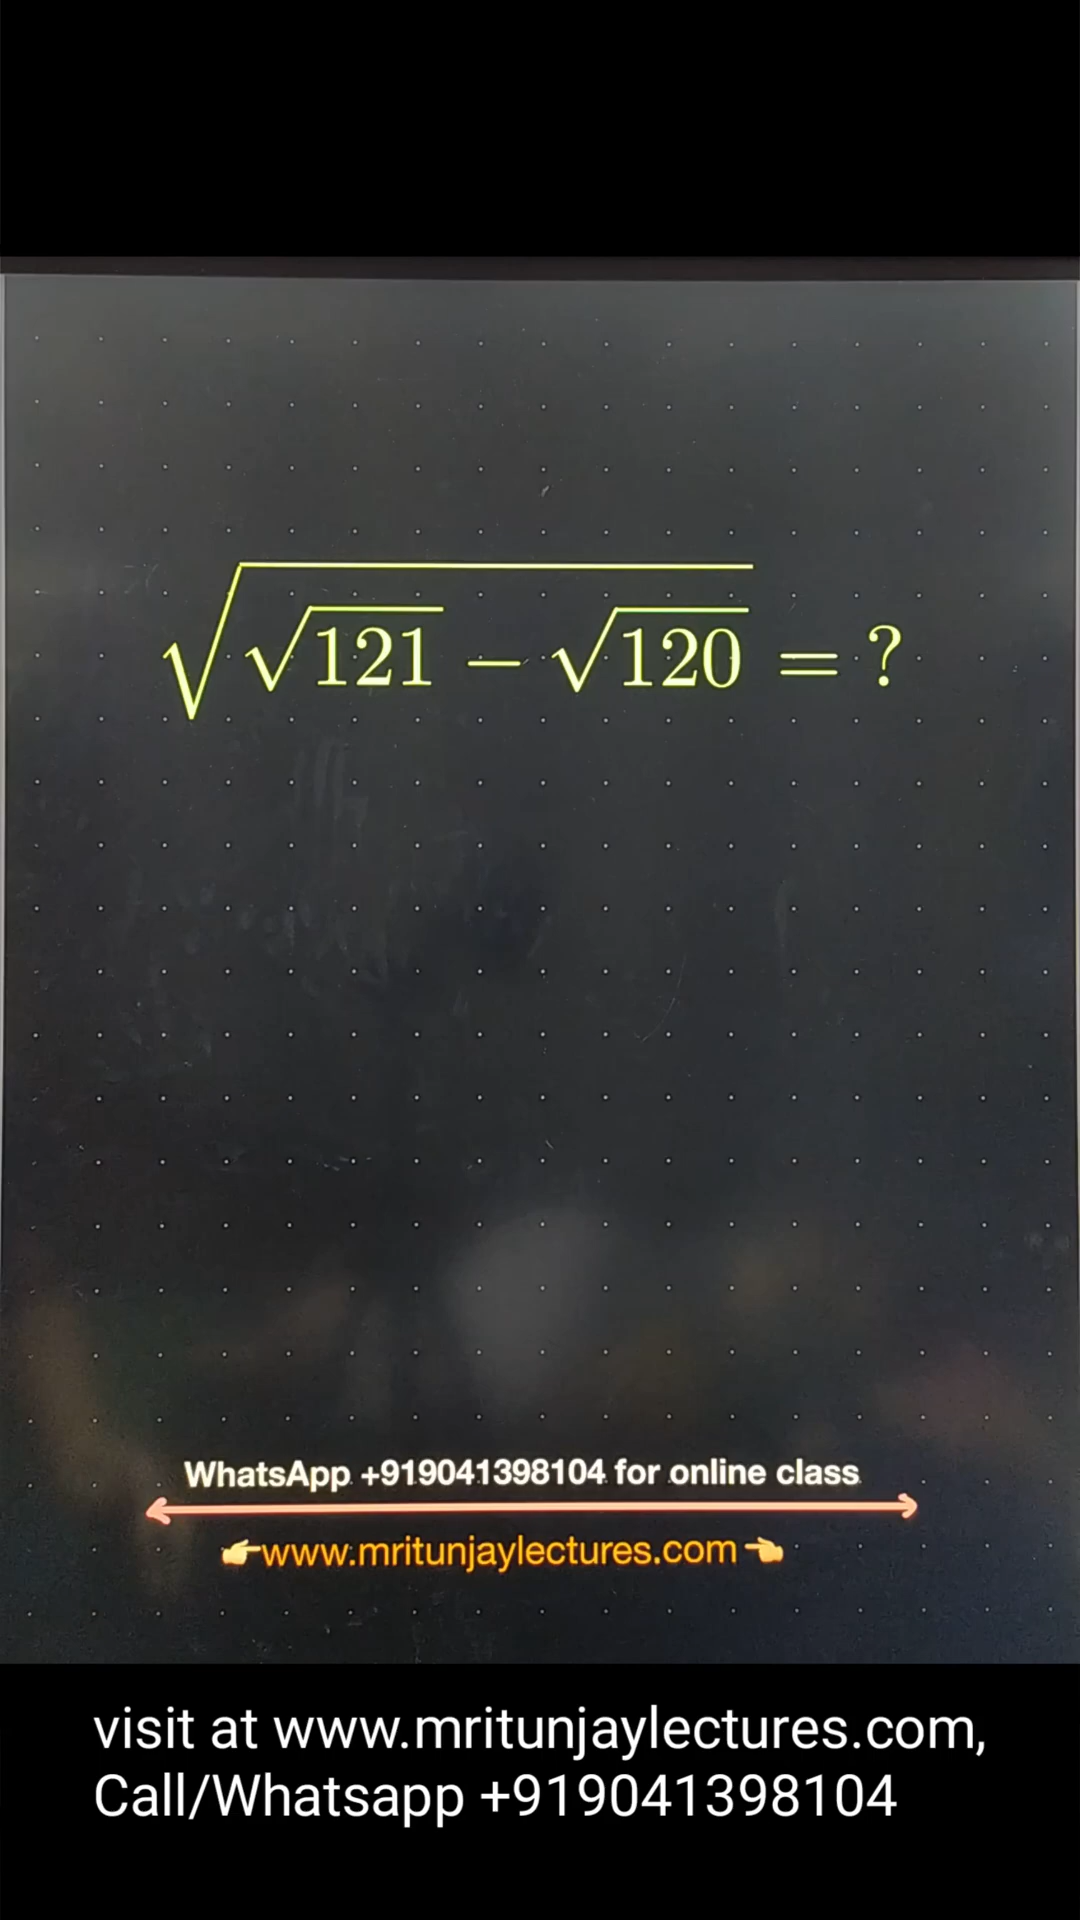 √(√121 − √120) = ?
WhatsApp +919041398104 for online class
👉www.mritunjaylectures.com👈
visit at www.mritunjaylectures.com,
Call/Whatsapp +919041398104